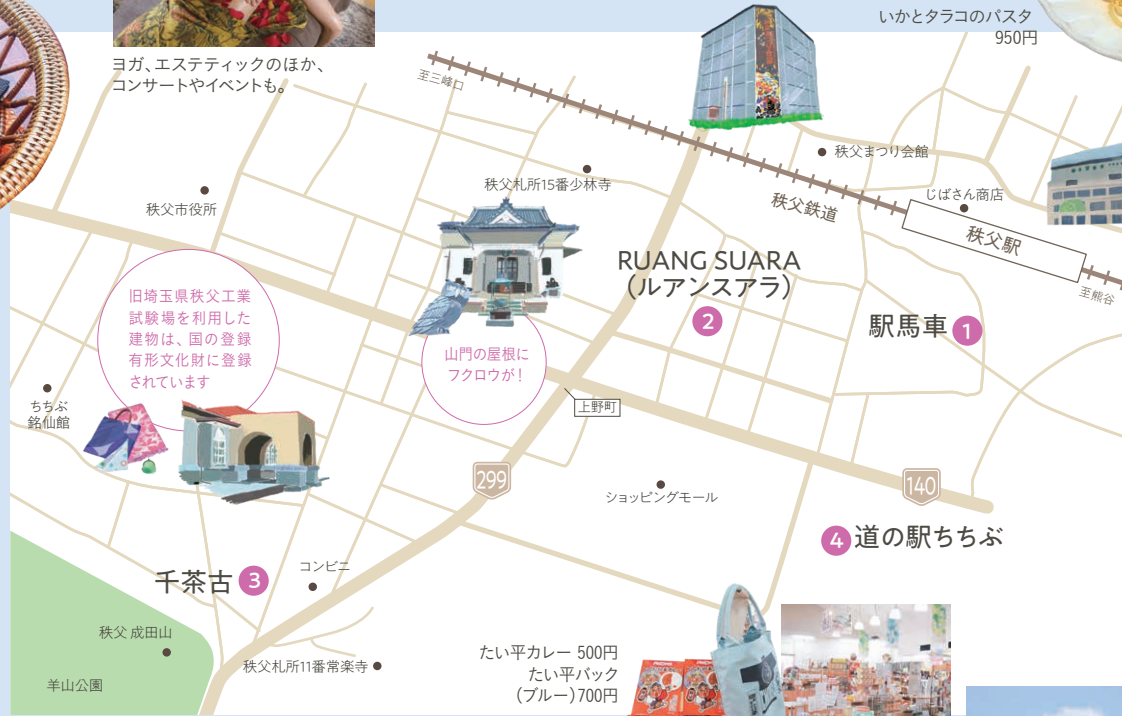 いかとタラコのパスタ
950円
ヨガ、エステティックのほか、
コンサートやイベントも。
至三峰口
秩父まつり会館
秩父札所15番少林寺
秩父鉄道
じばさん商店
秩父駅
至熊谷
秩父市役所
RUANG SUARA
（ルアンスアラ）
2
駅馬車 1
旧埼玉県秩父工業
試験場を利用した
建物は、国の登録
有形文化財に登録
されています
山門の屋根に
フクロウが！
ちちぶ
銘仙館
上野町
299
ショッピングモール
140
4 道の駅ちちぶ
千茶古 3
コンビニ
秩父 成田山
秩父札所11番常楽寺
羊山公園
たい平カレー 500円
たい平バック
（ブルー）700円